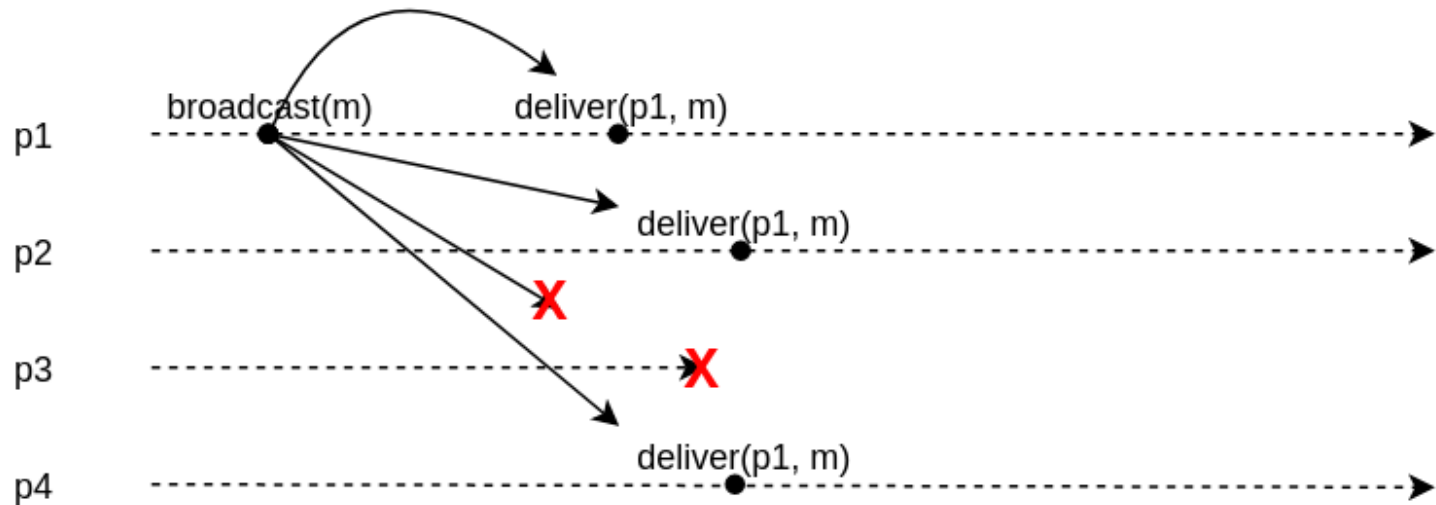 broadcast(m)
deliver(p1, m)
p1
deliver(p1, m)
p2
X
p3
X
deliver(p1, m)
p4